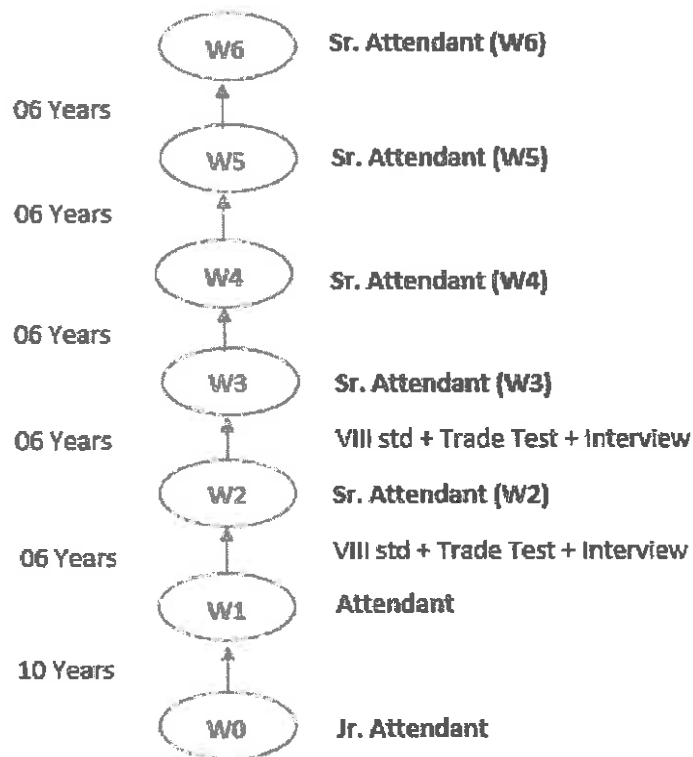 W6 Sr. Attendant (W6)
06 Years
W5 Sr. Attendant (W5)
06 Years
W4 Sr. Attendant (W4)
06 Years
W3 Sr. Attendant (W3)
06 Years VIII std + Trade Test + Interview
W2 Sr. Attendant (W2)
06 Years VIII std + Trade Test + Interview
W1 Attendant
10 Years
W0 Jr. Attendant